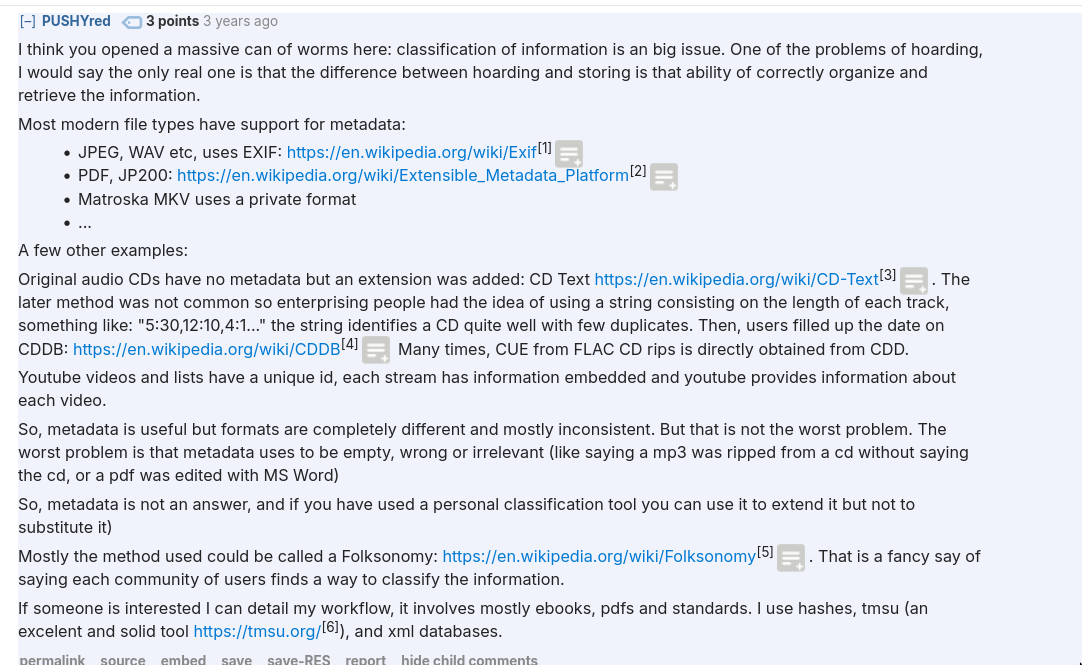 [–] PUSHYred 3 points 3 years ago
I think you opened a massive can of worms here: classification of information is an big issue. One of the problems of hoarding,
I would say the only real one is that the difference between hoarding and storing is that ability of correctly organize and
retrieve the information.
Most modern file types have support for metadata:
• JPEG, WAV etc, uses EXIF: https://en.wikipedia.org/wiki/Exif[1]
• PDF, JP200: https://en.wikipedia.org/wiki/Extensible_Metadata_Platform[2]
• Matroska MKV uses a private format
• ...
A few other examples:
Original audio CDs have no metadata but an extension was added: CD Text https://en.wikipedia.org/wiki/CD-Text[3] . The
later method was not common so enterprising people had the idea of using a string consisting on the length of each track,
something like: "5:30,12:10,4:1..." the string identifies a CD quite well with few duplicates. Then, users filled up the date on
CDDB: https://en.wikipedia.org/wiki/CDDB[4] Many times, CUE from FLAC CD rips is directly obtained from CDD.
Youtube videos and lists have a unique id, each stream has information embedded and youtube provides information about
each video.
So, metadata is useful but formats are completely different and mostly inconsistent. But that is not the worst problem. The
worst problem is that metadata uses to be empty, wrong or irrelevant (like saying a mp3 was ripped from a cd without saying
the cd, or a pdf was edited with MS Word)
So, metadata is not an answer, and if you have used a personal classification tool you can use it to extend it but not to
substitute it)
Mostly the method used could be called a Folksonomy: https://en.wikipedia.org/wiki/Folksonomy[5] . That is a fancy say of
saying each community of users finds a way to classify the information.
If someone is interested I can detail my workflow, it involves mostly ebooks, pdfs and standards. I use hashes, tmsu (an
excelent and solid tool https://tmsu.org/[6]), and xml databases.
permalink source embed save save-RES report hide child comments